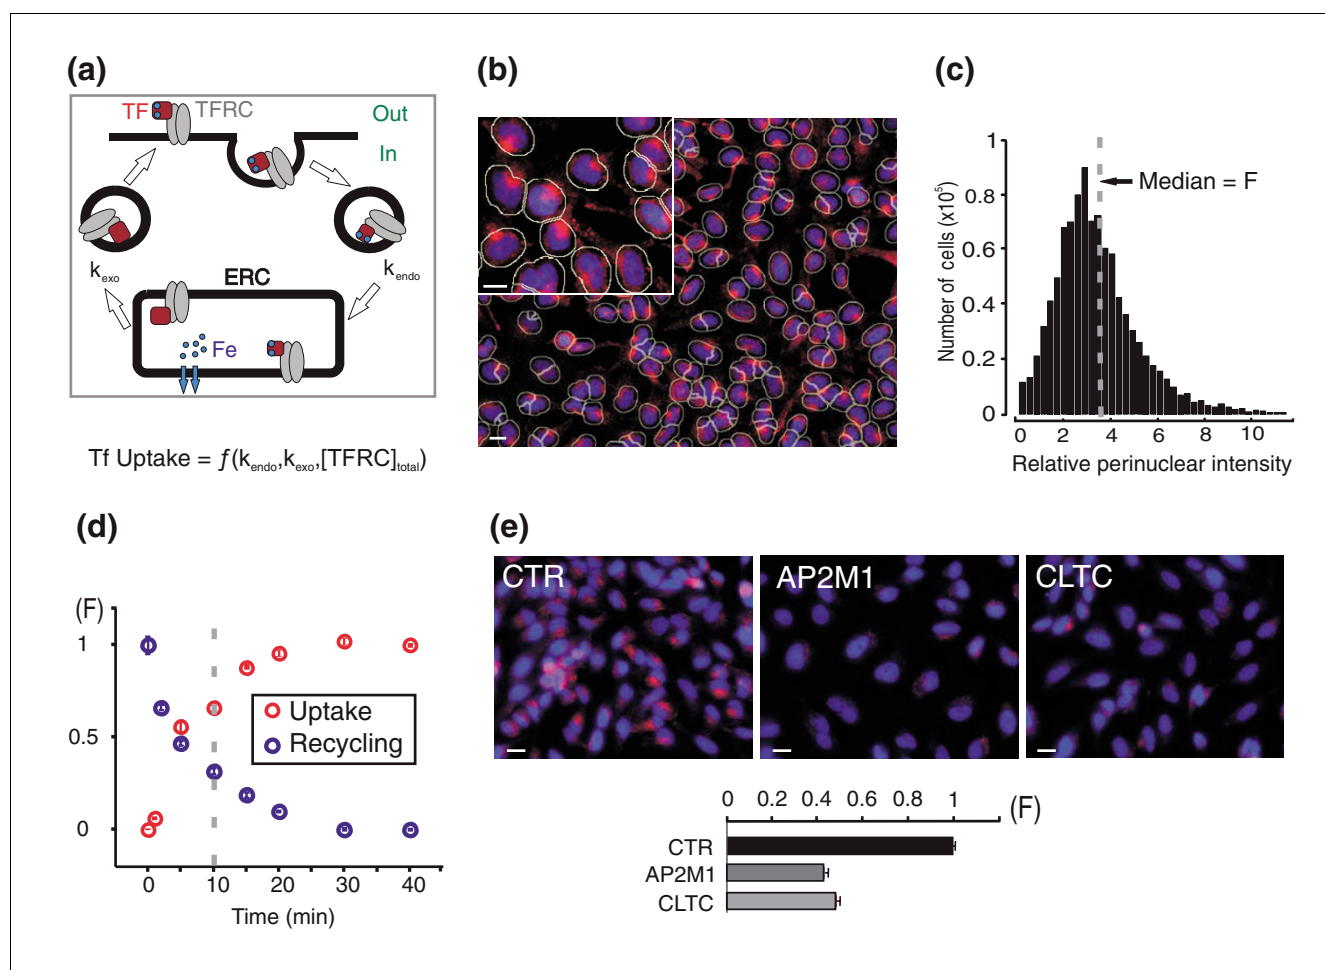 (a)
TF
TFRC
Out
In
k_exo
ERC
k_endo
Fe
Tf Uptake = ƒ(k_endo,k_exo,[TFRC]_total)
(b)
(c)
Number of cells (x10⁵)
1
0.8
0.6
0.4
0.2
0
Median = F
0 2 4 6 8 10
Relative perinuclear intensity
(d)
(F)
1
0.5
0
Uptake
Recycling
0 10 20 30 40
Time (min)
(e)
CTR
AP2M1
CLTC
0 0.2 0.4 0.6 0.8 1
(F)
CTR
AP2M1
CLTC